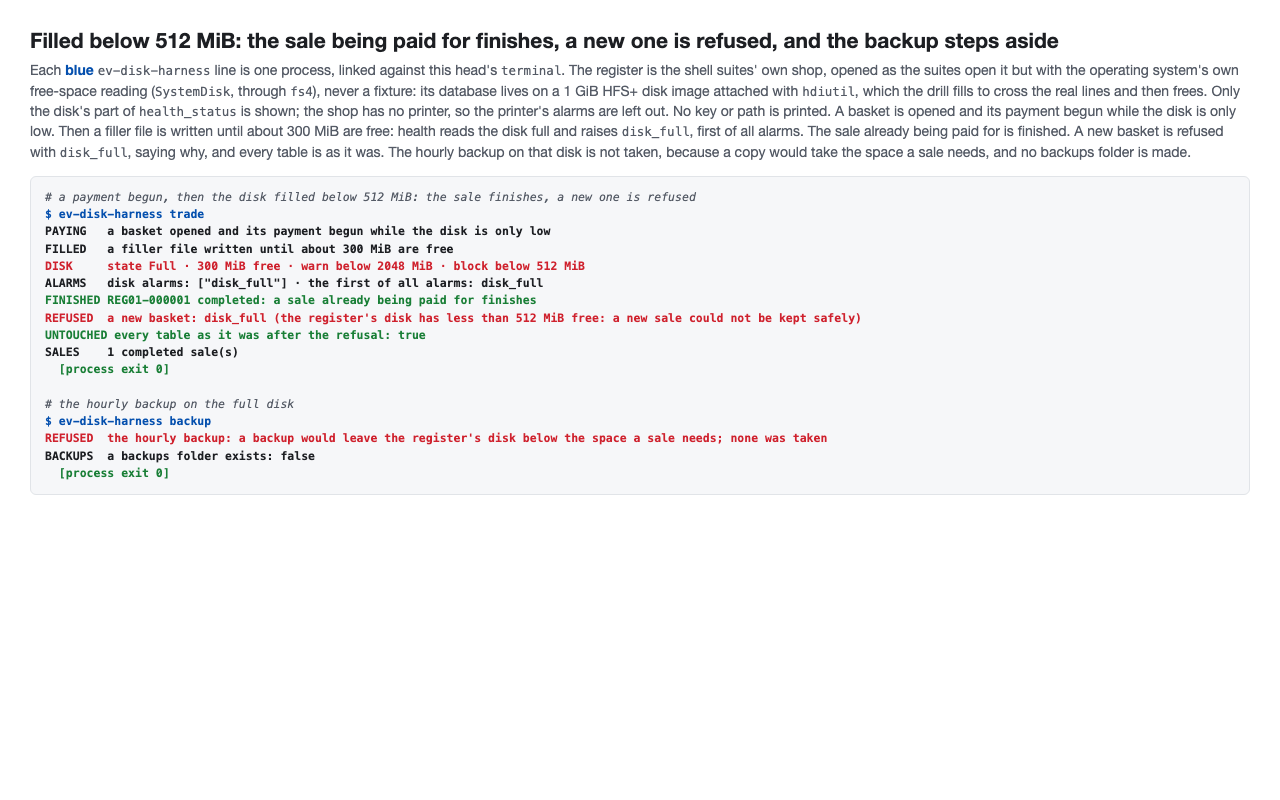 Filled below 512 MiB: the sale being paid for finishes, a new one is refused, and the backup steps aside
Each blue ev-disk-harness line is one process, linked against this head's terminal. The register is the shell suites' own shop, opened as the suites open it but with the operating system's own
free-space reading (SystemDisk, through fs4), never a fixture: its database lives on a 1 GiB HFS+ disk image attached with hdiutil, which the drill fills to cross the real lines and then frees. Only
the disk's part of health_status is shown; the shop has no printer, so the printer's alarms are left out. No key or path is printed. A basket is opened and its payment begun while the disk is only
low. Then a filler file is written until about 300 MiB are free: health reads the disk full and raises disk_full, first of all alarms. The sale already being paid for is finished. A new basket is refused
with disk_full, saying why, and every table is as it was. The hourly backup on that disk is not taken, because a copy would take the space a sale needs, and no backups folder is made.
# a payment begun, then the disk filled below 512 MiB: the sale finishes, a new one is refused
$ ev-disk-harness trade
PAYING   a basket opened and its payment begun while the disk is only low
FILLED   a filler file written until about 300 MiB are free
DISK     state Full · 300 MiB free · warn below 2048 MiB · block below 512 MiB
ALARMS   disk alarms: ["disk_full"] · the first of all alarms: disk_full
FINISHED REG01-000001 completed: a sale already being paid for finishes
REFUSED  a new basket: disk_full (the register's disk has less than 512 MiB free: a new sale could not be kept safely)
UNTOUCHED every table as it was after the refusal: true
SALES    1 completed sale(s)
[process exit 0]
# the hourly backup on the full disk
$ ev-disk-harness backup
REFUSED  the hourly backup: a backup would leave the register's disk below the space a sale needs; none was taken
BACKUPS  a backups folder exists: false
[process exit 0]